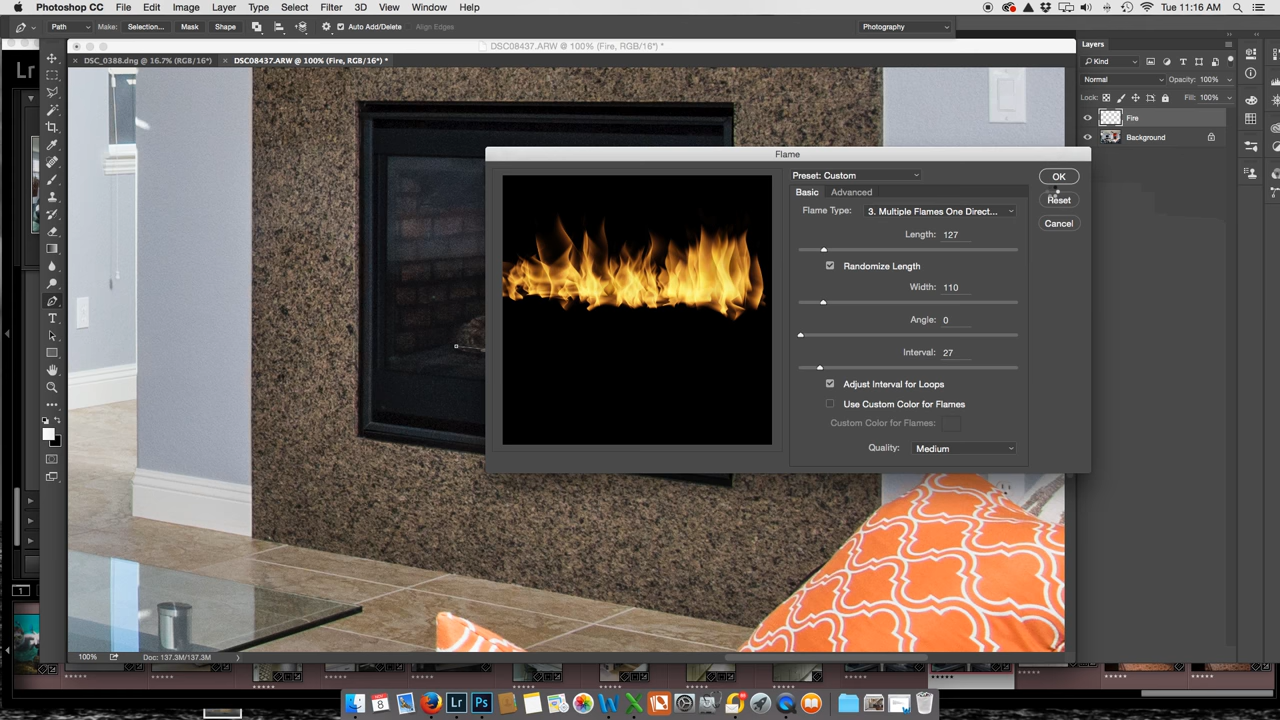 Photoshop CC File Edit Image Layer Type Select Filter 3D View Window Help Tue 11:16 AM
Path Make: Selection... Mask Shape Auto Add/Delete Align Edges Photography
DSC08437.ARW @ 100% (Fire, RGB/16*) *
DSC_0388.dng @ 16.7% (RGB/16*) DSC08437.ARW @ 100% (Fire, RGB/16*) *
Lr
Layers
Kind
Normal Opacity: 100%
Lock: Fill: 100%
Fire
Background
Flame
Preset: Custom
OK
Basic Advanced
Reset
Flame Type: 3. Multiple Flames One Direct...
Cancel
Length: 127
Randomize Length
Width: 110
Angle: 0
Interval: 27
Adjust Interval for Loops
Use Custom Color for Flames
Custom Color for Flames:
Quality: Medium
1
100% Doc: 137.3M/137.3M
8 Lr Ps